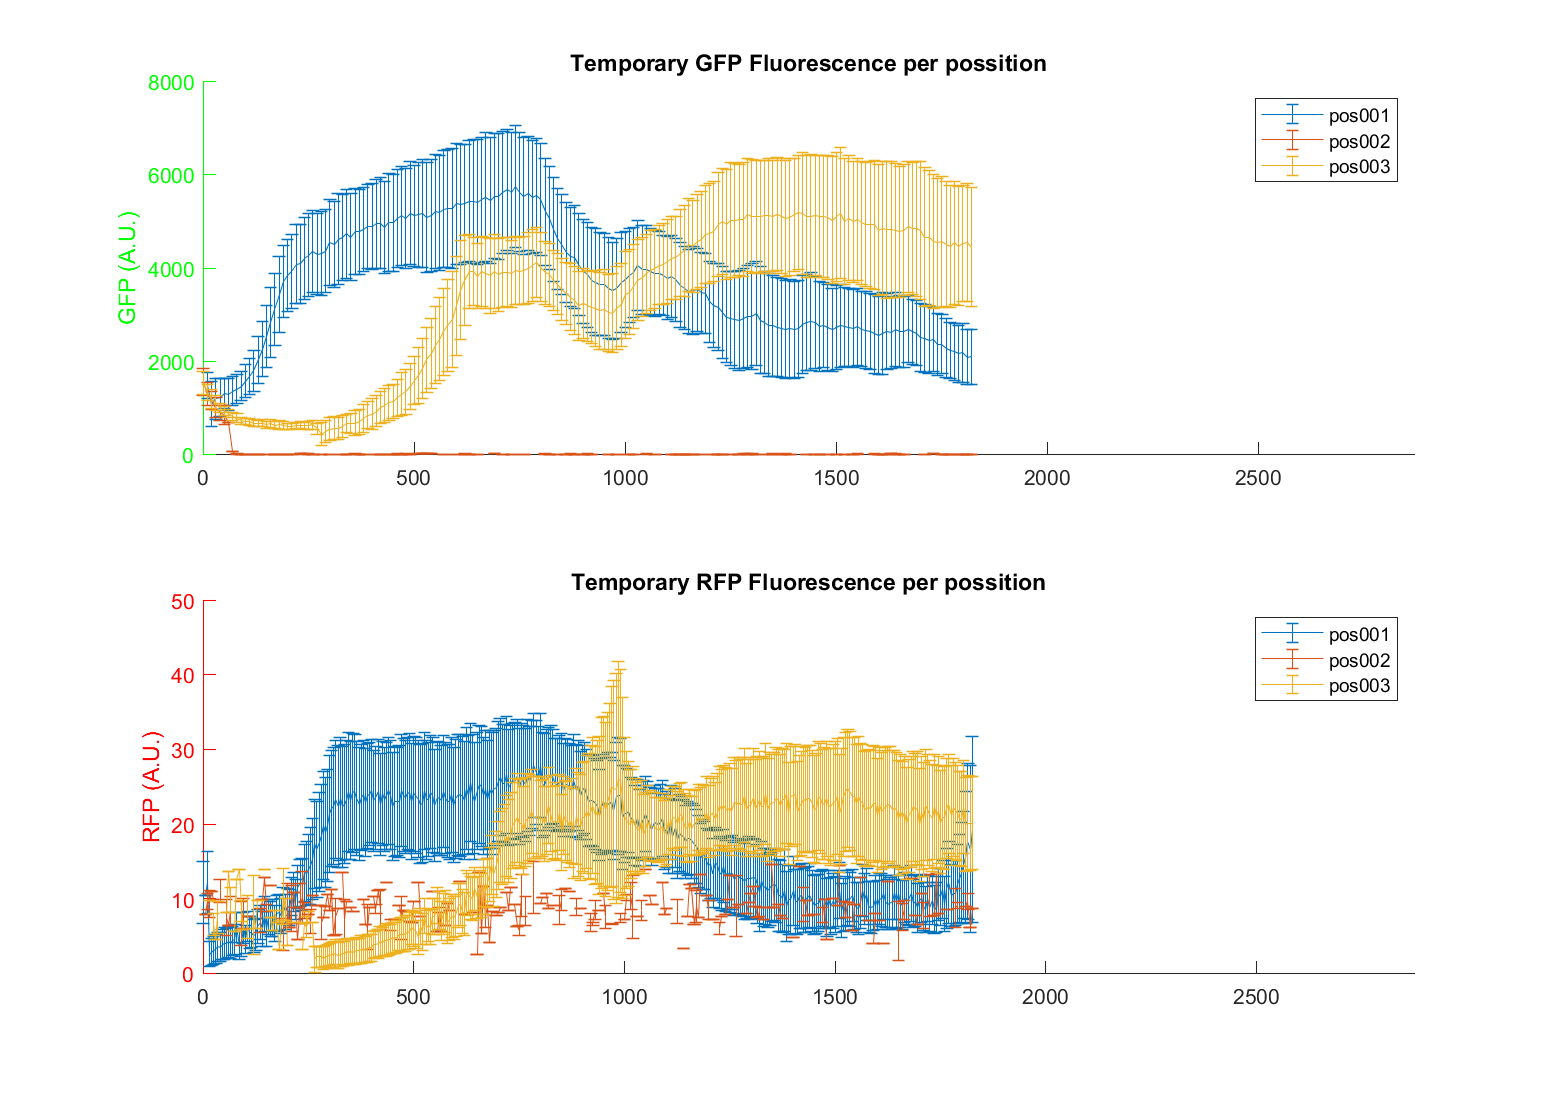 Temporary GFP Fluorescence per possition
8000
6000
4000
2000
0
GFP (A.U.)
0 500 1000 1500 2000 2500
pos001
pos002
pos003
Temporary RFP Fluorescence per possition
50
40
30
20
10
0
RFP (A.U.)
0 500 1000 1500 2000 2500
pos001
pos002
pos003